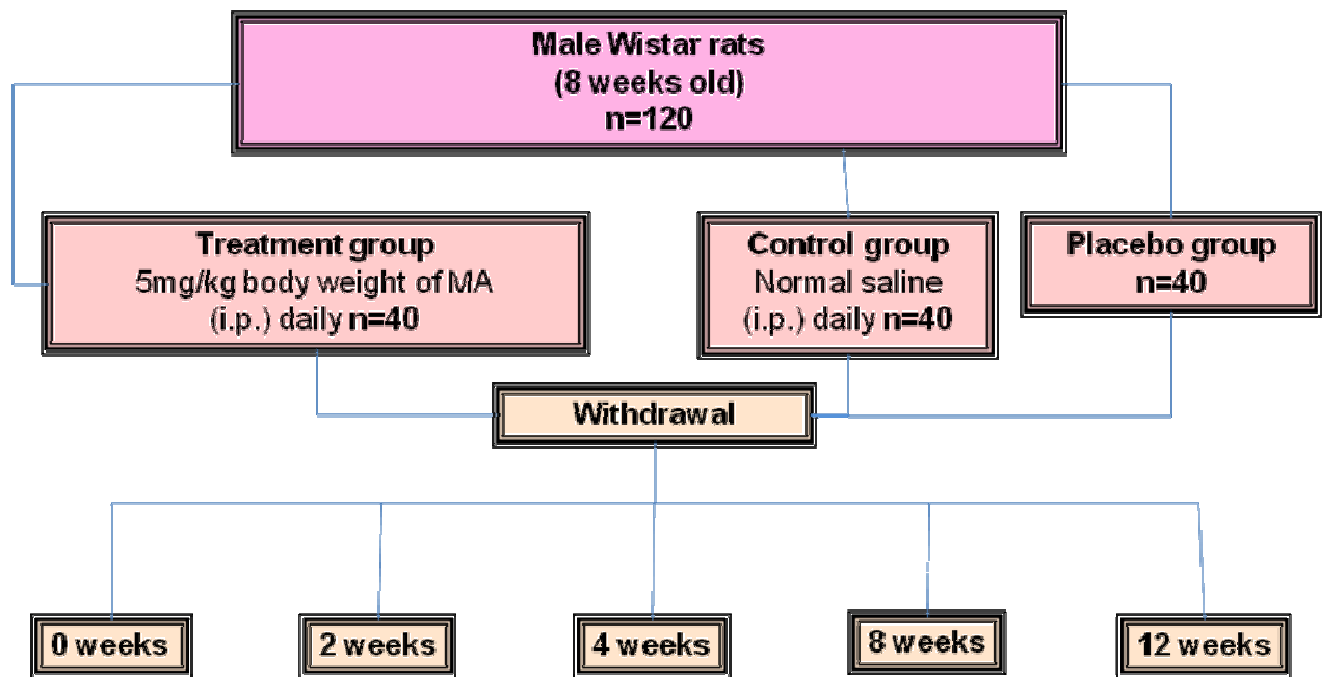 Male Wistar rats
(8 weeks old)
n=120
Treatment group
5mg/kg body weight of MA
(i.p.) daily n=40
Control group
Normal saline
(i.p.) daily n=40
Placebo group
n=40
Withdrawal
0 weeks
2 weeks
4 weeks
8 weeks
12 weeks